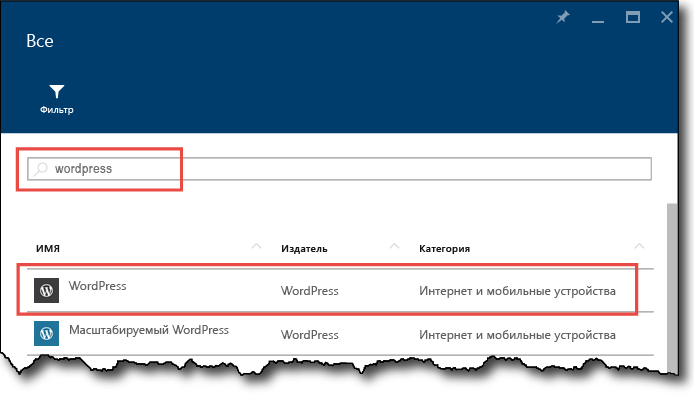 Все
Фильтр
wordpress
ИМЯ Издатель Категория
WordPress WordPress Интернет и мобильные устройства
Масштабируемый WordPress WordPress Интернет и мобильные устройства